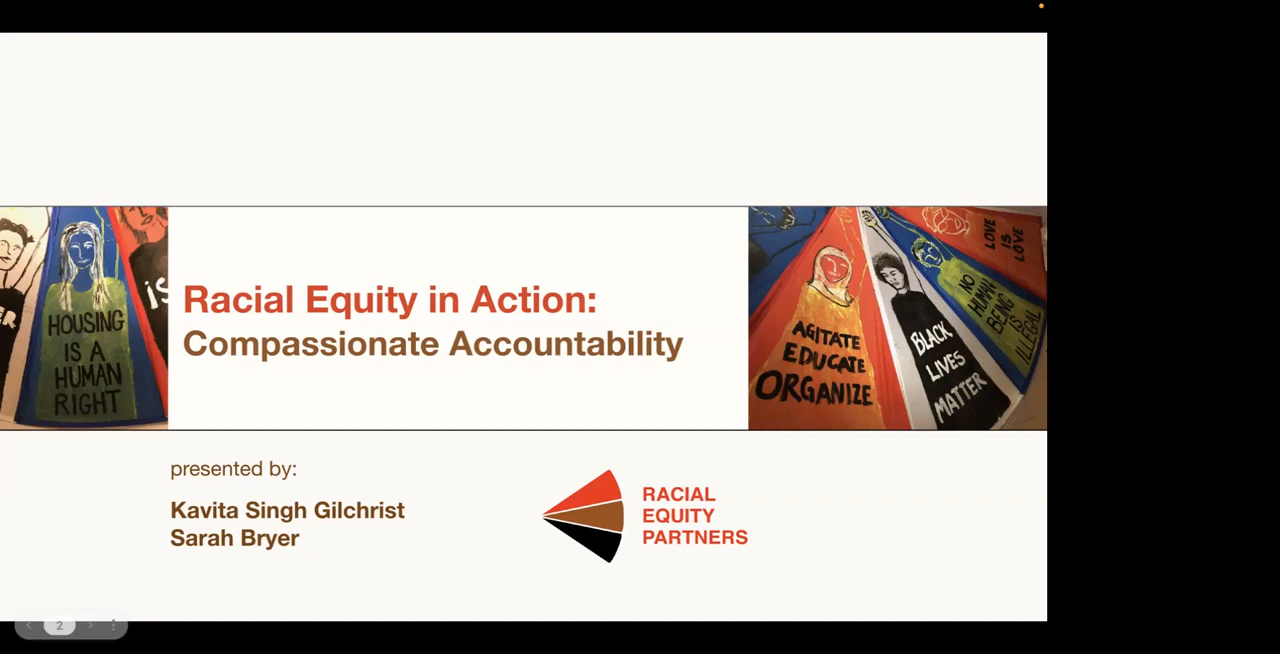 HOUSING
IS A
HUMAN
RIGHT
Racial Equity in Action:
Compassionate Accountability
AGITATE
EDUCATE
ORGANIZE
BLACK
LIVES
MATTER
NO
HUMAN
BEING
IS
ILLEGAL
LOVE
IS
LOVE
presented by:
Kavita Singh Gilchrist
Sarah Bryer
RACIAL
EQUITY
PARTNERS
2